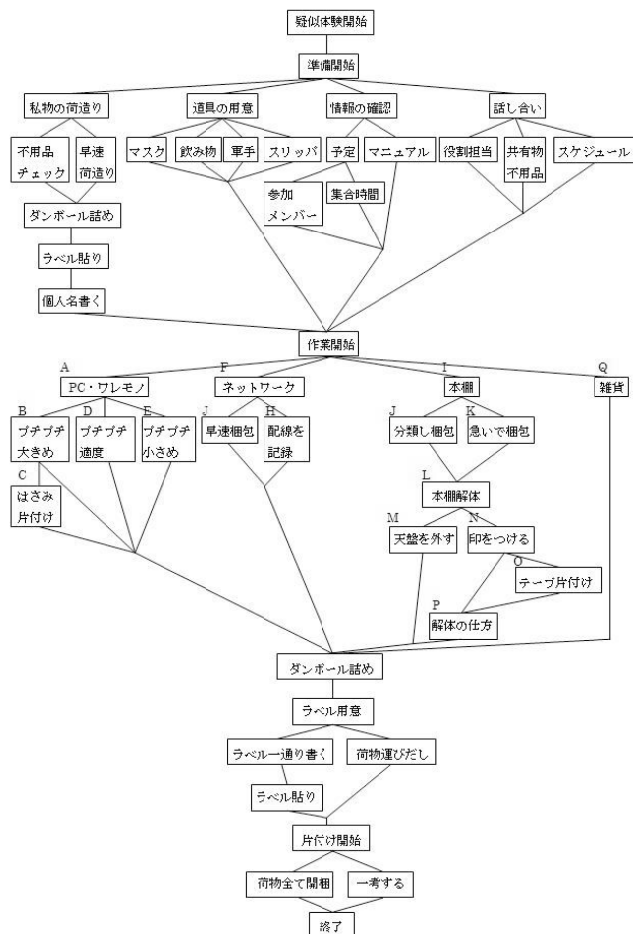 疑似体験開始
準備開始
私物の荷造り
道具の用意
情報の確認
話し合い
不用品
チェック
早速
荷造り
マスク
飲み物
軍手
スリッパ
予定
マニュアル
役割担当
共有物
不用品
スケジュール
参加
メンバー
集合時間
ダンボール詰め
ラベル貼り
個人名書く
作業開始
A
F
I
Q
PC・ワレモノ
ネットワーク
本棚
雑貨
B
D
E
J
H
J
K
プチプチ
大きめ
プチプチ
適度
プチプチ
小さめ
早速梱包
配線を
記録
分類し梱包
急いで梱包
C
はさみ
片付け
L
本棚解体
M
N
天盤を外す
印をつける
O
テープ片付け
P
解体の仕方
ダンボール詰め
ラベル用意
ラベル一通り書く
荷物運びだし
ラベル貼り
片付け開始
荷物全て開梱
一考する
終了